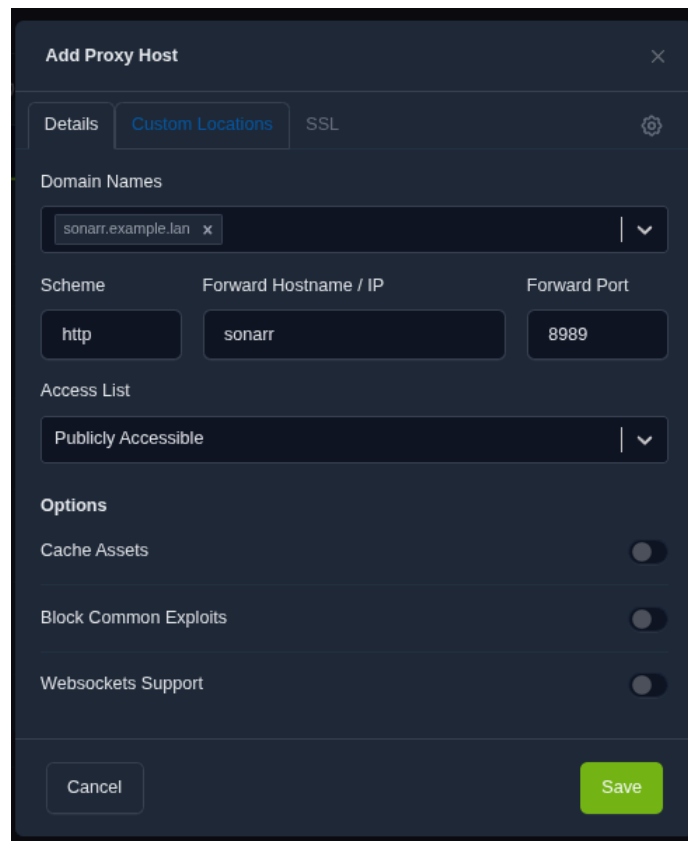 Add Proxy Host
Details Custom Locations SSL
Domain Names
sonarr.example.lan x
Scheme Forward Hostname / IP Forward Port
http sonarr 8989
Access List
Publicly Accessible
Options
Cache Assets
Block Common Exploits
Websockets Support
Cancel Save